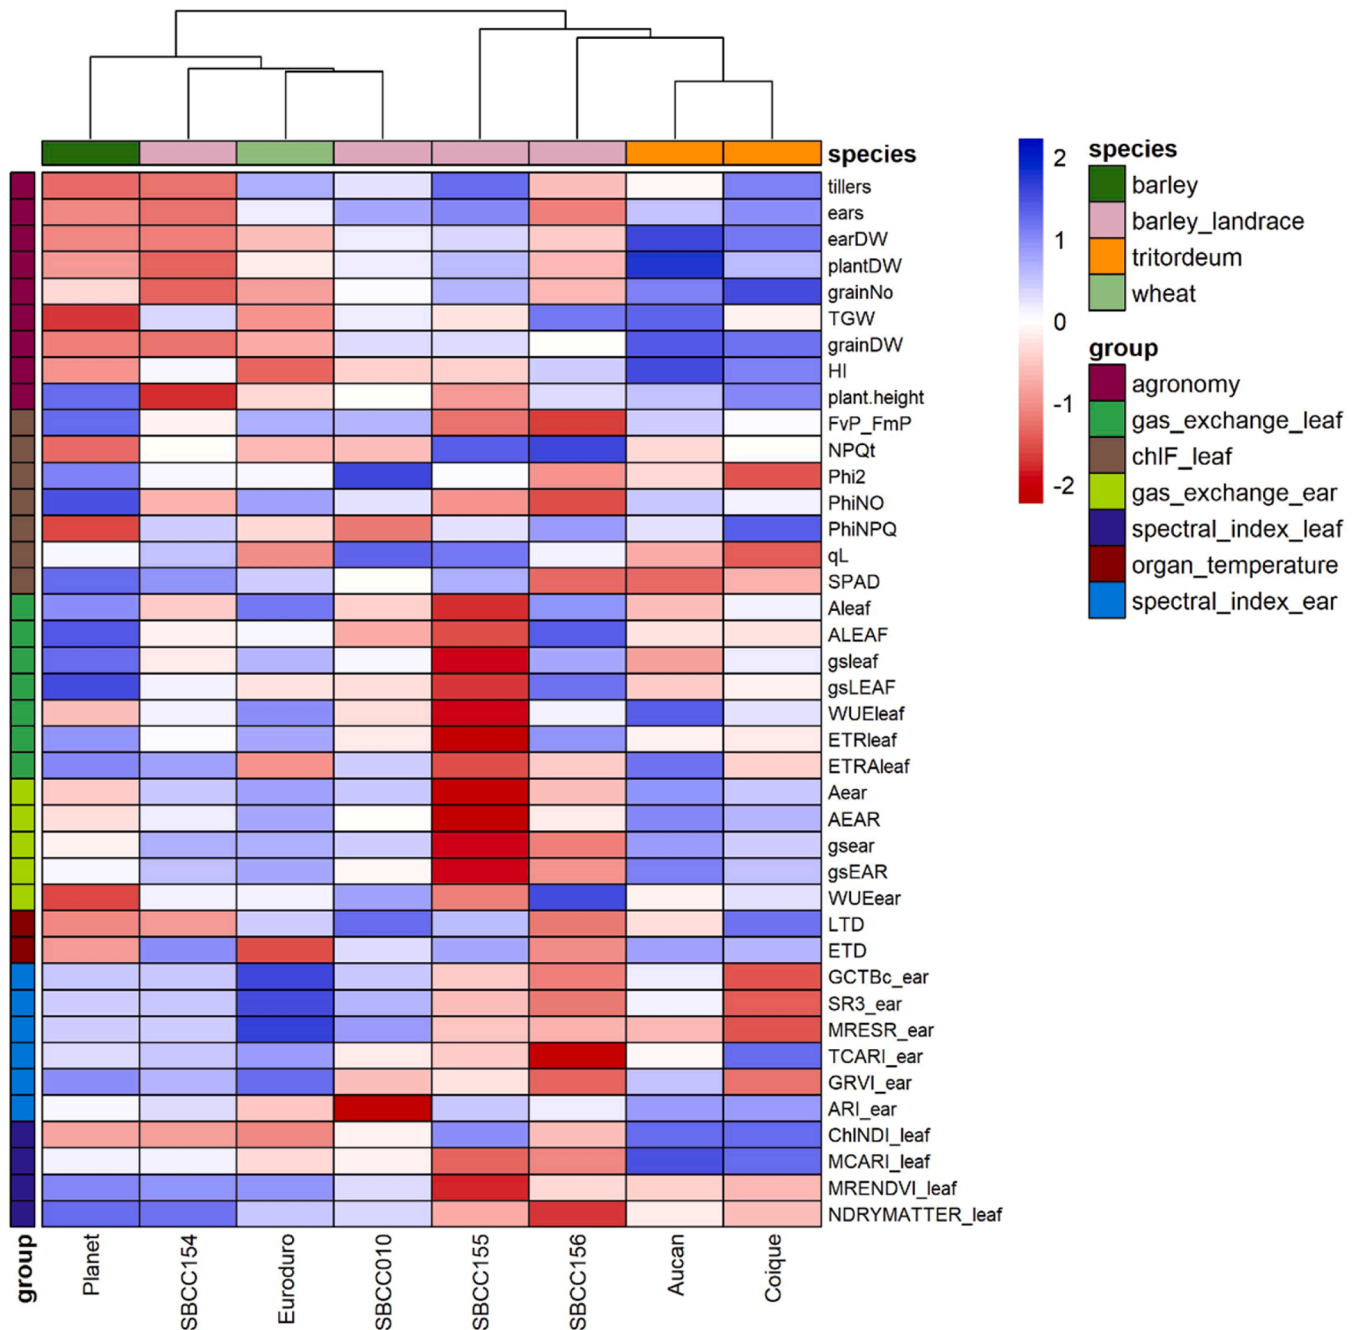 species
tillers
ears
earDW
plantDW
grainNo
TGW
grainDW
HI
plant.height
FvP_FmP
NPQt
Phi2
PhiNO
PhiNPQ
qL
SPAD
Aleaf
ALEAF
gsleaf
gsLEAF
WUEleaf
ETRleaf
ETRAleaf
Aear
AEAR
gsear
gsEAR
WUEear
LTD
ETD
GCTBc_ear
SR3_ear
MRESR_ear
TCARI_ear
GRVI_ear
ARI_ear
ChlNDI_leaf
MCARI_leaf
MRENDVI_leaf
NDRYMATTER_leaf
group
Planet
SBCC154
Euroduro
SBCC010
SBCC155
SBCC156
Aucan
Coique
2
1
0
-1
-2
species
barley
barley_landrace
tritordeum
wheat
group
agronomy
gas_exchange_leaf
chlF_leaf
gas_exchange_ear
spectral_index_leaf
organ_temperature
spectral_index_ear